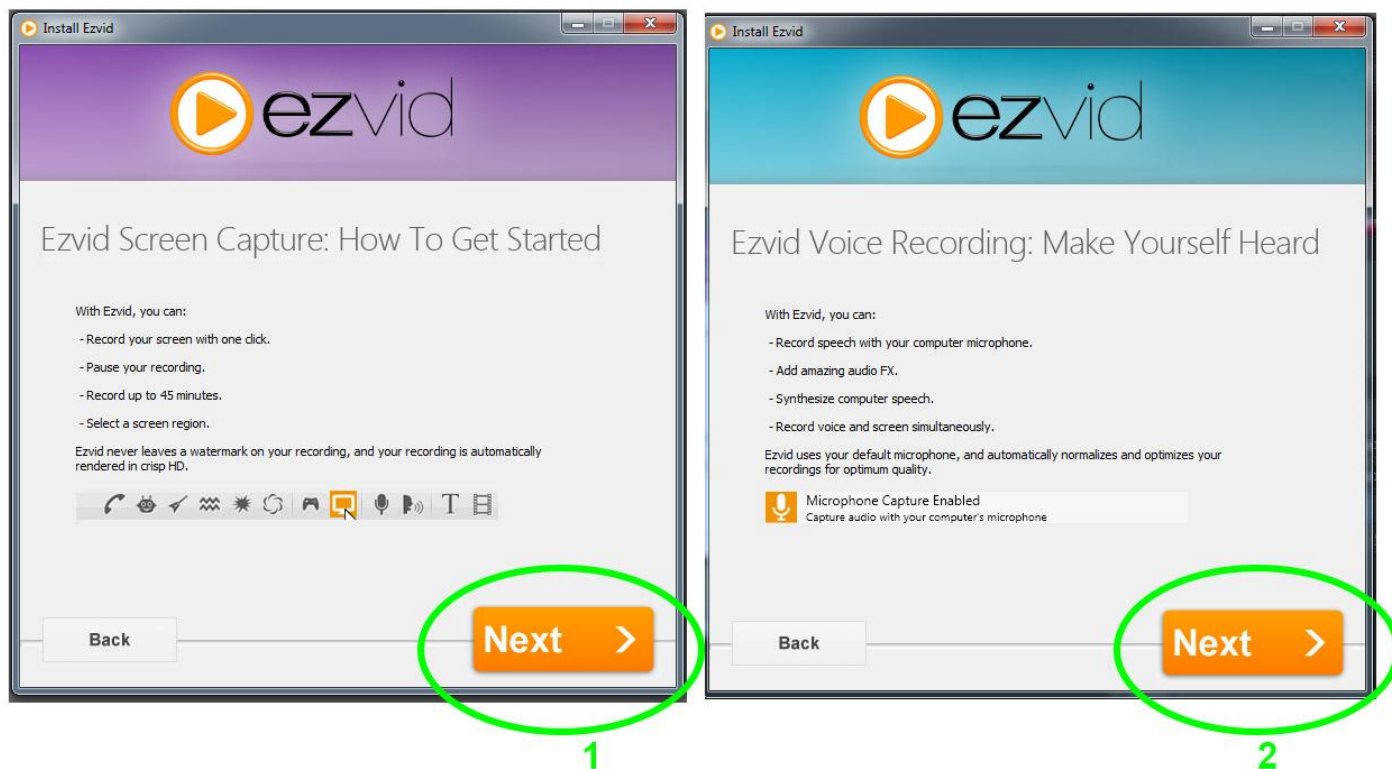 Install Ezvid
ezvid
Ezvid Screen Capture: How To Get Started
With Ezvid, you can:
- Record your screen with one click.
- Pause your recording.
- Record up to 45 minutes.
- Select a screen region.
Ezvid never leaves a watermark on your recording, and your recording is automatically
rendered in crisp HD.
T
Back
Next
1
Install Ezvid
ezvid
Ezvid Voice Recording: Make Yourself Heard
With Ezvid, you can:
- Record speech with your computer microphone.
- Add amazing audio FX.
- Synthesize computer speech.
- Record voice and screen simultaneously.
Ezvid uses your default microphone, and automatically normalizes and optimizes your
recordings for optimum quality.
Microphone Capture Enabled
Capture audio with your computer's microphone
Back
Next
2